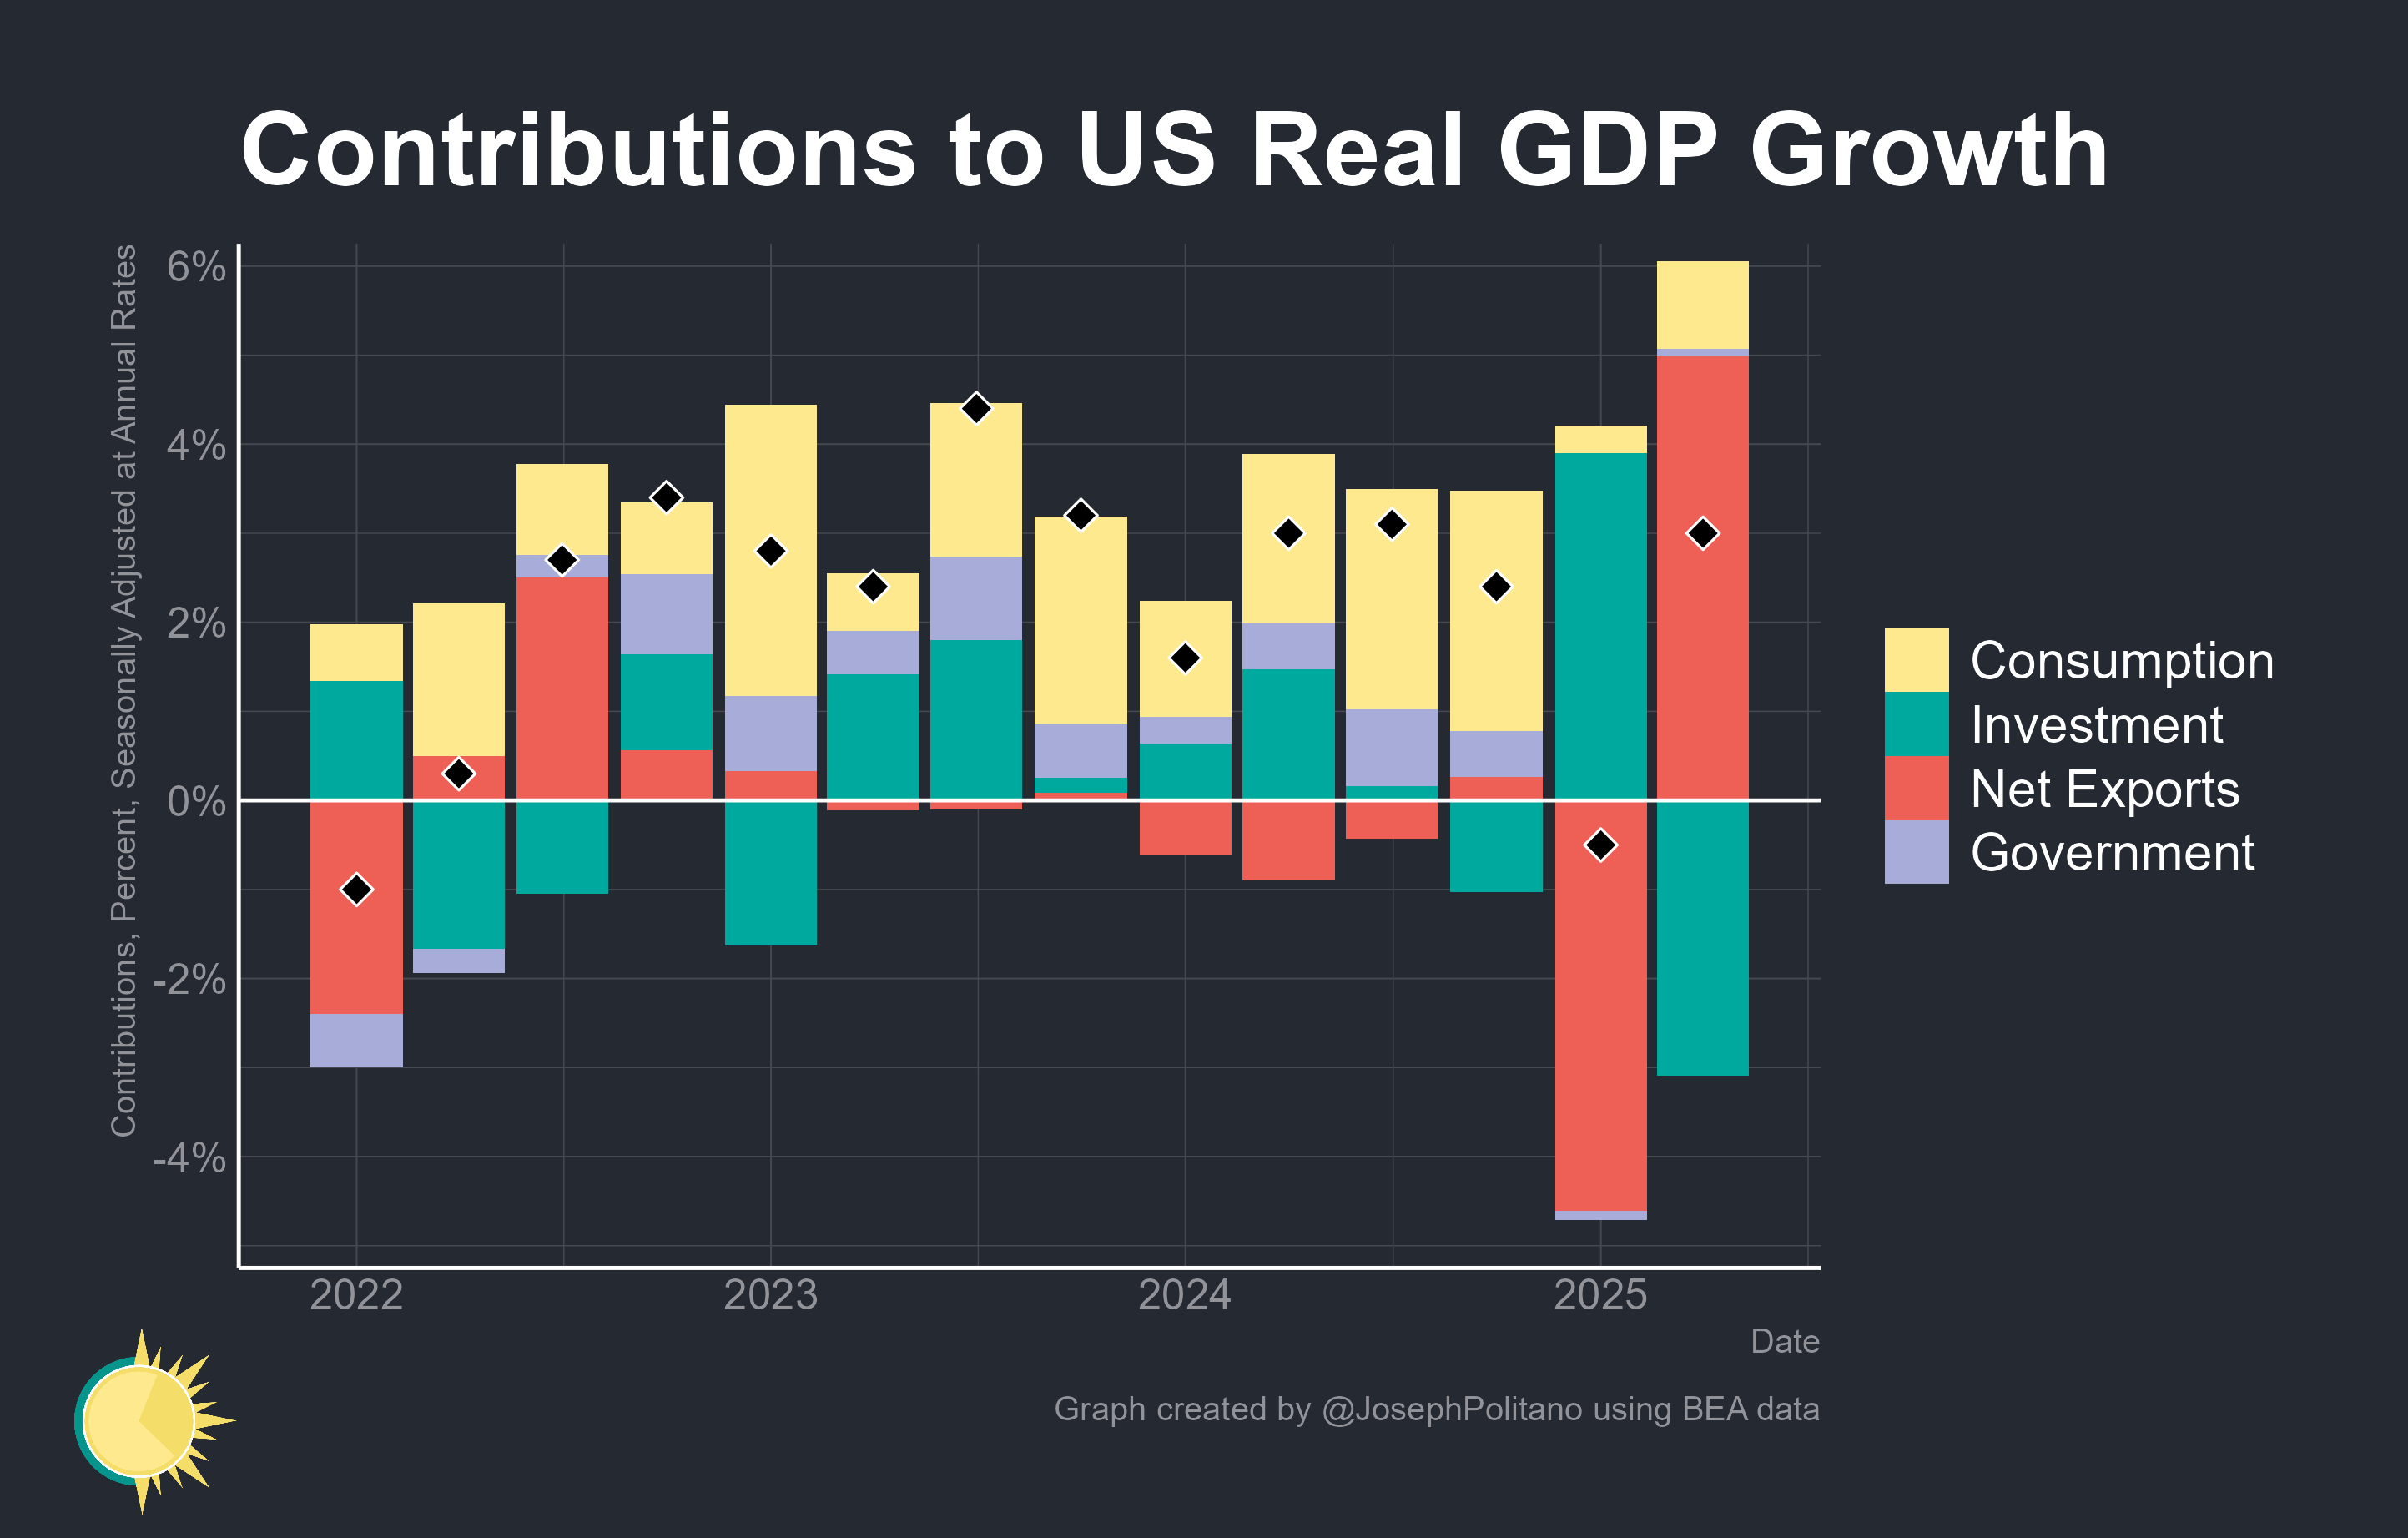 Contributions to US Real GDP Growth
Contributions, Percent, Seasonally Adjusted at Annual Rates
6%
4%
2%
0%
-2%
-4%
Consumption
Investment
Net Exports
Government
2022 2023 2024 2025
Date
Graph created by @JosephPolitano using BEA data